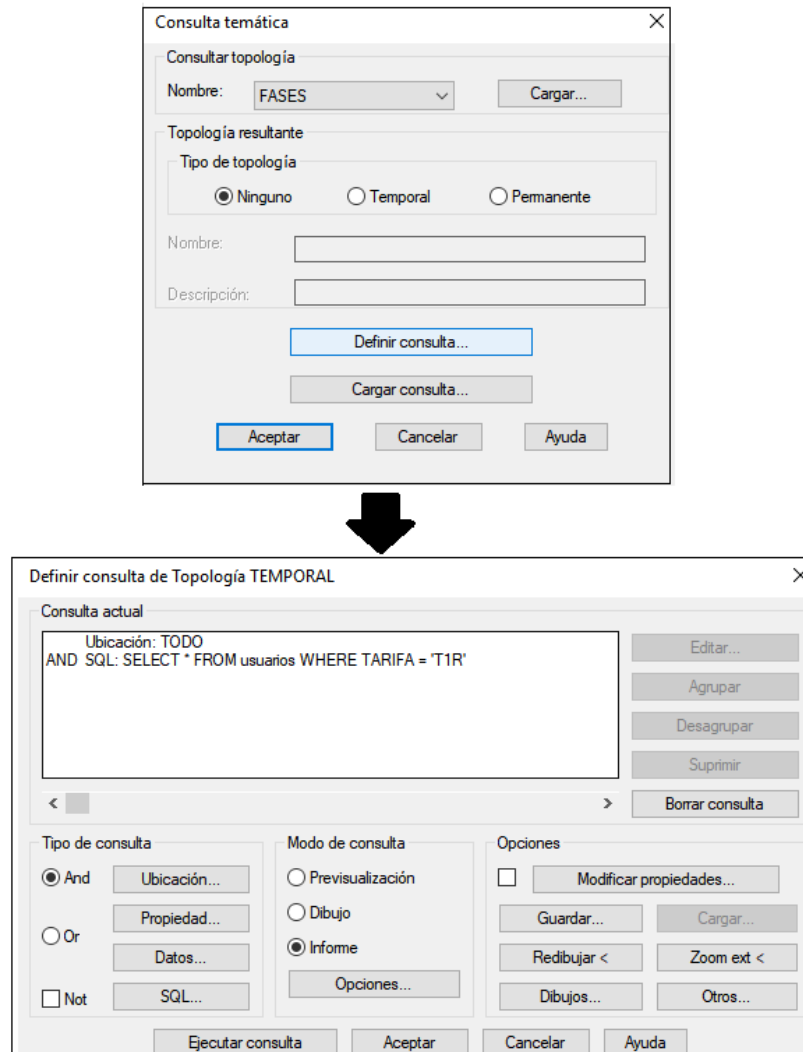 Consulta temática
Consultar topología
Nombre: FASES Cargar...
Topología resultante
Tipo de topología
Ninguno Temporal Permanente
Nombre:
Descripción:
Definir consulta...
Cargar consulta...
Aceptar Cancelar Ayuda
Definir consulta de Topología TEMPORAL
Consulta actual
Ubicación: TODO
AND SQL: SELECT * FROM usuarios WHERE TARIFA = 'T1R'
Editar...
Agrupar
Desagrupar
Suprimir
Borrar consulta
Tipo de consulta
And Ubicación...
Propiedad...
Or
Datos...
Not SQL...
Modo de consulta
Previsualización
Dibujo
Informe
Opciones...
Opciones
Modificar propiedades...
Guardar... Cargar...
Redibujar < Zoom ext <
Dibujos... Otros...
Ejecutar consulta Aceptar Cancelar Ayuda